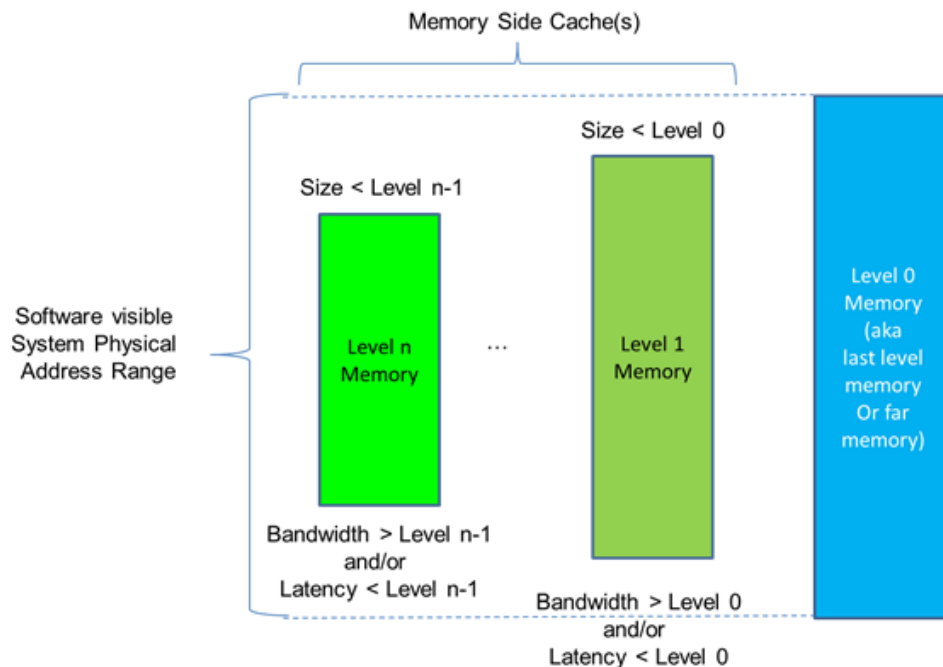 Memory Side Cache(s)
Size < Level 0
Size < Level n-1
Software visible
System Physical
Address Range
Level n
Memory
...
Level 1
Memory
Level 0
Memory
(aka
last level
memory
Or far
memory)
Bandwidth > Level n-1
and/or
Latency < Level n-1
Bandwidth > Level 0
and/or
Latency < Level 0